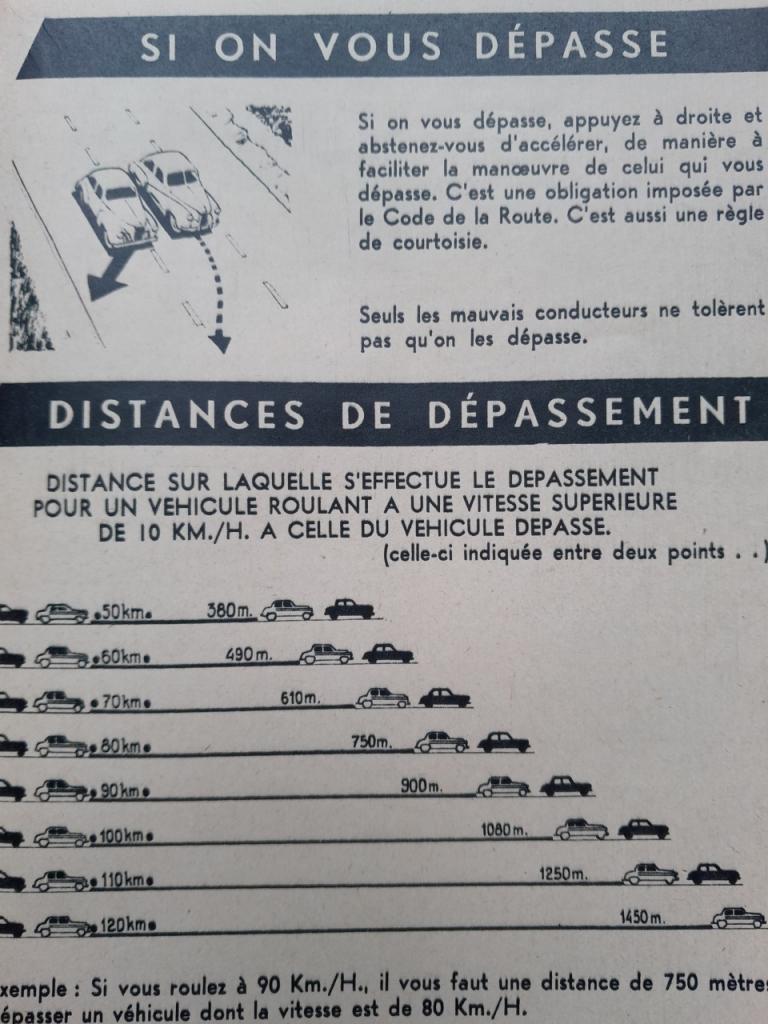 SI ON VOUS DÉPASSE
Si on vous dépasse, appuyez à droite et
abstenez-vous d'accélérer, de manière à
faciliter la manœuvre de celui qui vous
dépasse. C'est une obligation imposée par
le Code de la Route. C'est aussi une règle
de courtoisie.
Seuls les mauvais conducteurs ne tolèrent
pas qu'on les dépasse.
DISTANCES DE DÉPASSEMENT
DISTANCE SUR LAQUELLE S'EFFECTUE LE DEPASSEMENT
POUR UN VEHICULE ROULANT A UNE VITESSE SUPERIEURE
DE 10 KM./H. A CELLE DU VEHICULE DEPASSE.
(celle-ci indiquée entre deux points . .)
•50km• 380m.
•60km• 490m.
•70km• 610m.
•80km• 750m.
•90km• 900m.
•100km• 1080m.
•110km• 1250m.
•120km• 1450m.
xemple : Si vous roulez à 90 Km./H., il vous faut une distance de 750 mètres
épasser un véhicule dont la vitesse est de 80 Km./H.